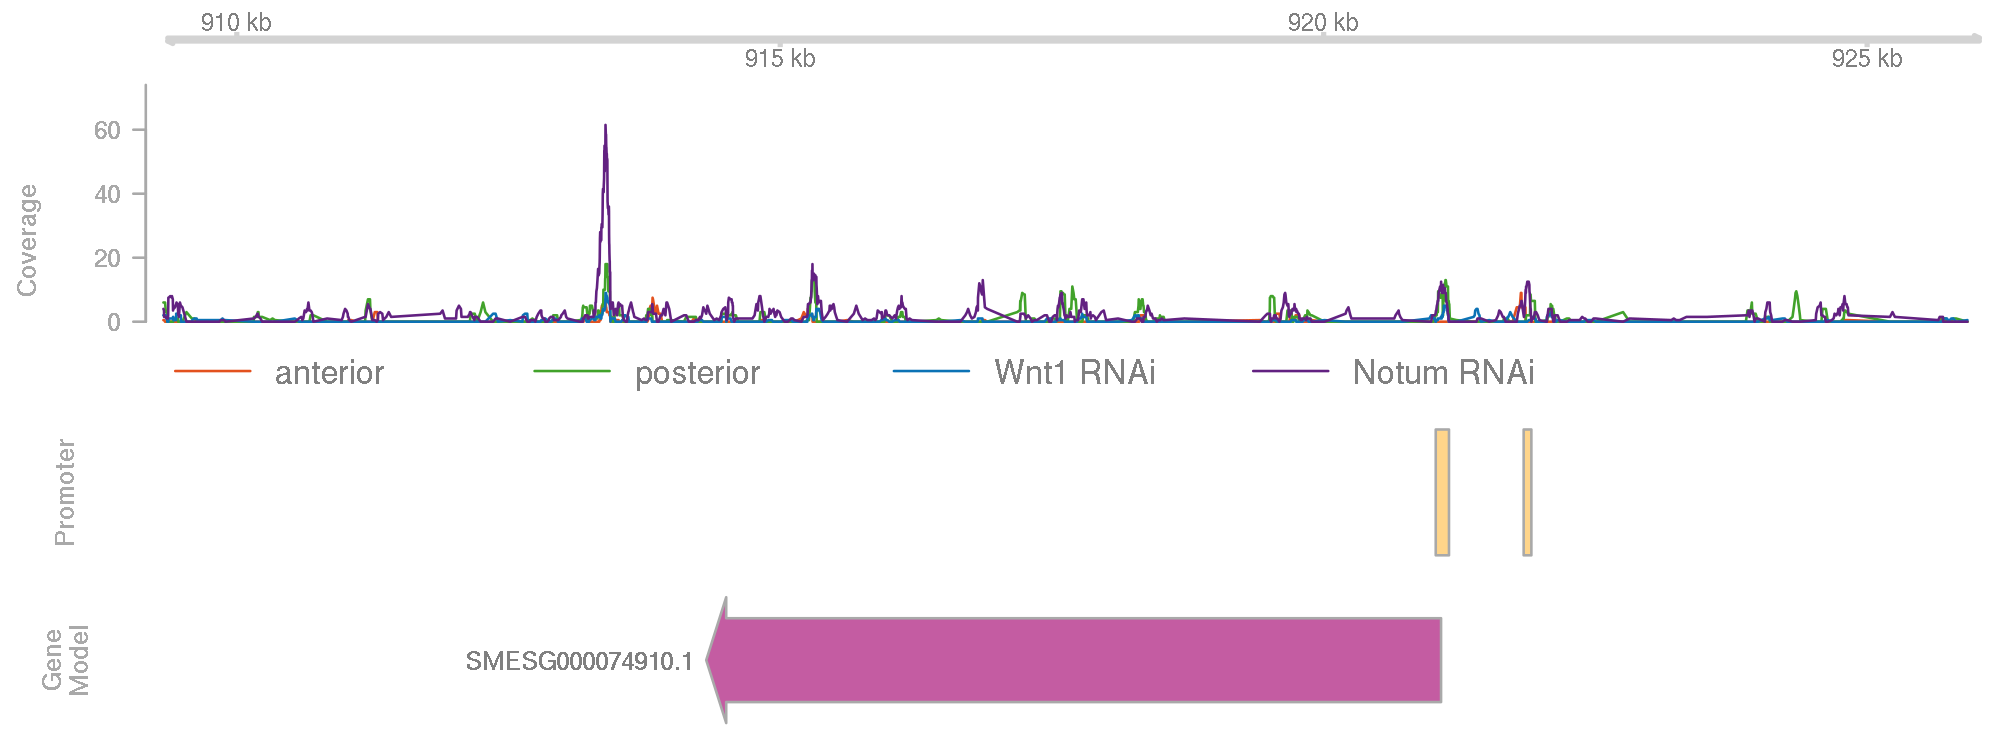 910 kb
920 kb
915 kb
925 kb
Coverage
60
40
20
0
anterior
posterior
Wnt1 RNAi
Notum RNAi
Promoter
Gene
Model
SMESG000074910.1